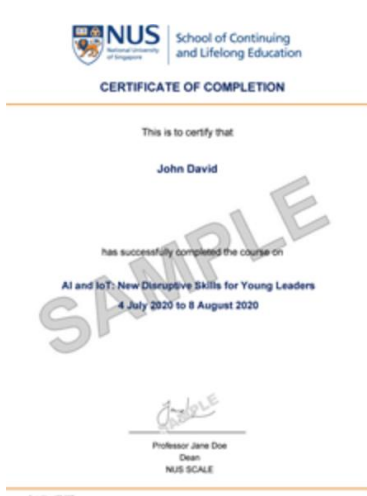 NUS
National University
of Singapore
School of Continuing
and Lifelong Education
CERTIFICATE OF COMPLETION
This is to certify that
John David
has successfully completed the course on
AI and IoT: New Disruptive Skills for Young Leaders
4 July 2020 to 8 August 2020
SAMPLE
SAMPLE
Professor Jane Doe
Dean
NUS SCALE